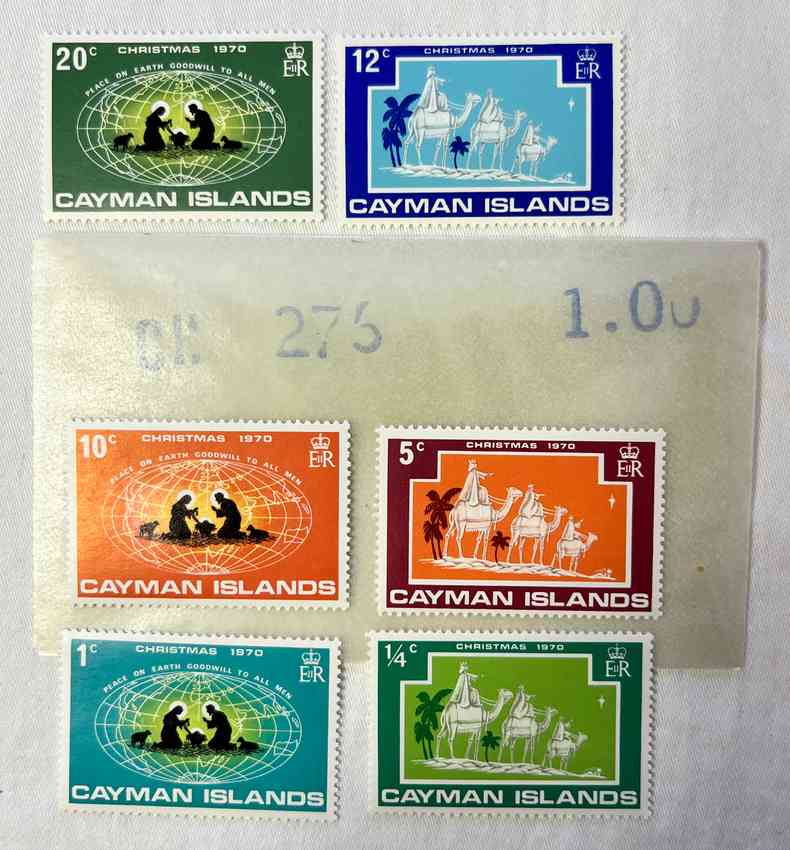 20c CHRISTMAS 1970 EIIR
PEACE ON EARTH GOODWILL TO ALL MEN
CAYMAN ISLANDS
12c CHRISTMAS 1970 EIIR
CAYMAN ISLANDS
276 1.00
10c CHRISTMAS 1970 EIIR
PEACE ON EARTH GOODWILL TO ALL MEN
CAYMAN ISLANDS
5c CHRISTMAS 1970 EIIR
CAYMAN ISLANDS
1c CHRISTMAS 1970 EIIR
PEACE ON EARTH GOODWILL TO ALL MEN
CAYMAN ISLANDS
1/4c CHRISTMAS 1970 EIIR
CAYMAN ISLANDS